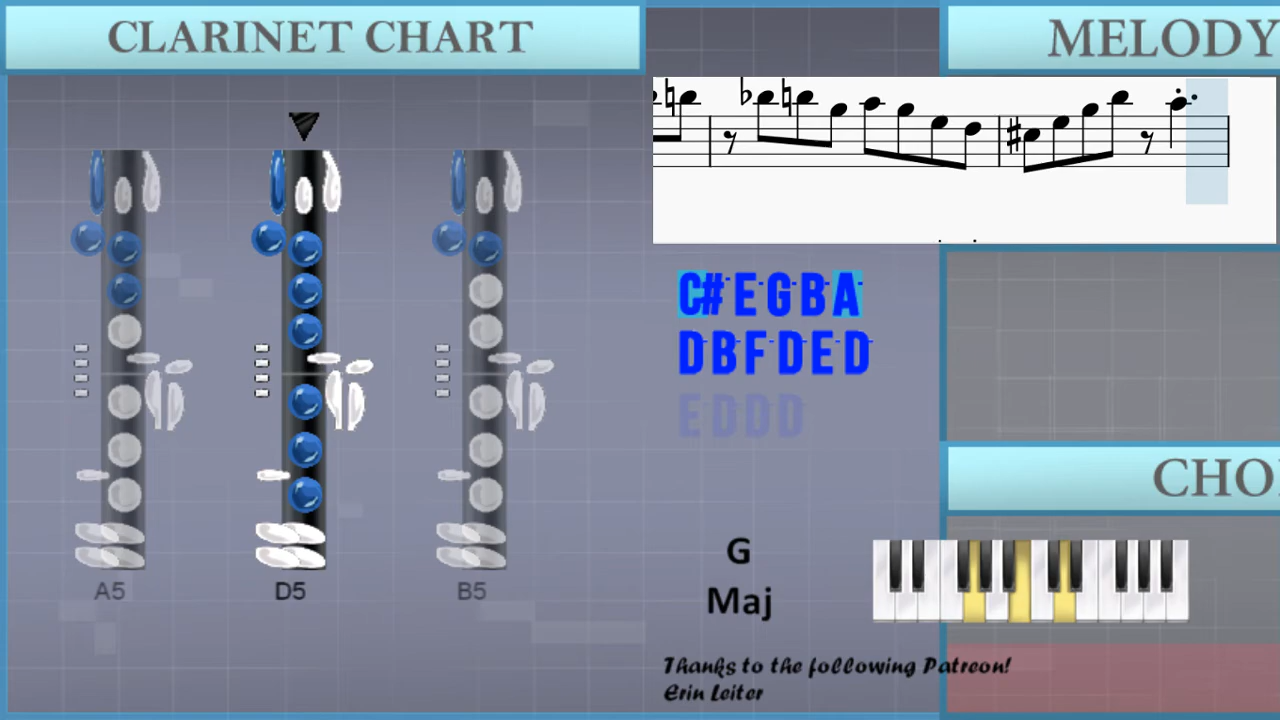 CLARINET CHART
MELODY
C# E G B A
D B F D E D
E D D D
A5 D5 B5
CHO
G
Maj
Thanks to the following Patreon!
Erin Leiter